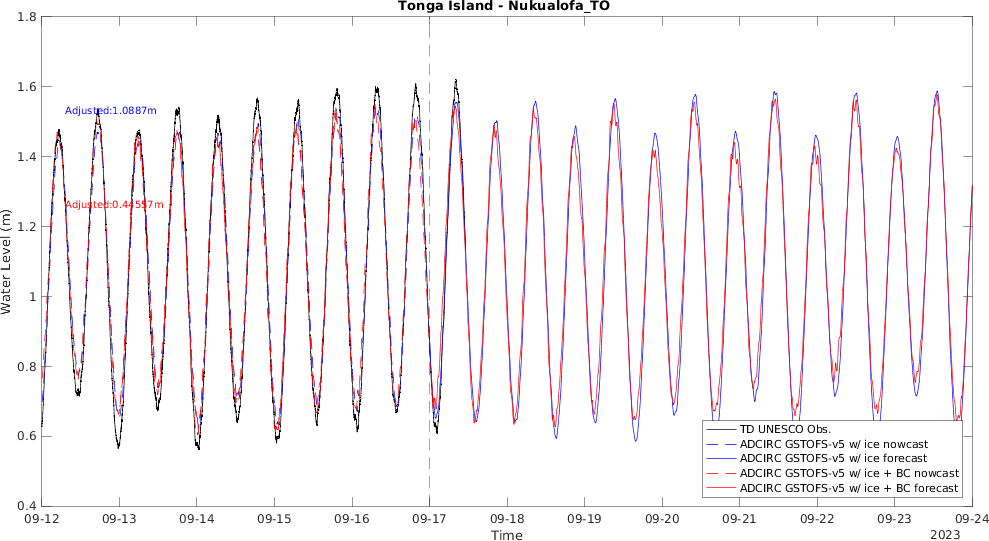 Tonga Island - Nukualofa_TO
1.8
1.6
1.4
1.2
1
0.8
0.6
0.4
Water Level (m)
Adjusted:1.0887m
Adjusted:0.44557m
TD UNESCO Obs.
ADCIRC GSTOFS-v5 w/ ice nowcast
ADCIRC GSTOFS-v5 w/ ice forecast
ADCIRC GSTOFS-v5 w/ ice + BC nowcast
ADCIRC GSTOFS-v5 w/ ice + BC forecast
09-12 09-13 09-14 09-15 09-16 09-17 09-18 09-19 09-20 09-21 09-22 09-23 09-24
Time
2023